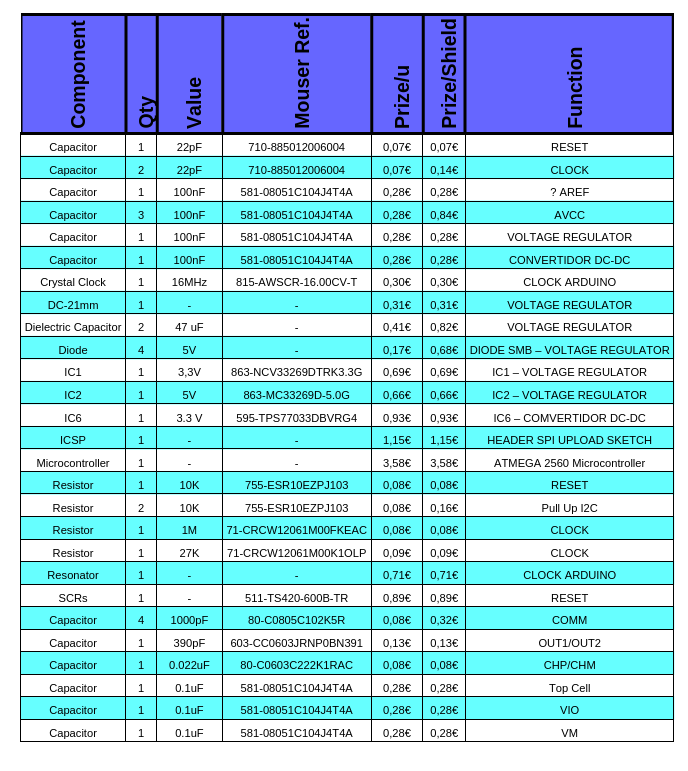 Component Qty Value Mouser Ref. Prize/u Prize/Shield Function
Capacitor 1 22pF 710-885012006004 0,07€ 0,07€ RESET
Capacitor 2 22pF 710-885012006004 0,07€ 0,14€ CLOCK
Capacitor 1 100nF 581-08051C104J4T4A 0,28€ 0,28€ ? AREF
Capacitor 3 100nF 581-08051C104J4T4A 0,28€ 0,84€ AVCC
Capacitor 1 100nF 581-08051C104J4T4A 0,28€ 0,28€ VOLTAGE REGULATOR
Capacitor 1 100nF 581-08051C104J4T4A 0,28€ 0,28€ CONVERTIDOR DC-DC
Crystal Clock 1 16MHz 815-AWSCR-16.00CV-T 0,30€ 0,30€ CLOCK ARDUINO
DC-21mm 1 - - 0,31€ 0,31€ VOLTAGE REGULATOR
Dielectric Capacitor 2 47 uF - 0,41€ 0,82€ VOLTAGE REGULATOR
Diode 4 5V - 0,17€ 0,68€ DIODE SMB – VOLTAGE REGULATOR
IC1 1 3,3V 863-NCV33269DTRK3.3G 0,69€ 0,69€ IC1 – VOLTAGE REGULATOR
IC2 1 5V 863-MC33269D-5.0G 0,66€ 0,66€ IC2 – VOLTAGE REGULATOR
IC6 1 3.3 V 595-TPS77033DBVRG4 0,93€ 0,93€ IC6 – COMVERTIDOR DC-DC
ICSP 1 - - 1,15€ 1,15€ HEADER SPI UPLOAD SKETCH
Microcontroller 1 - - 3,58€ 3,58€ ATMEGA 2560 Microcontroller
Resistor 1 10K 755-ESR10EZPJ103 0,08€ 0,08€ RESET
Resistor 2 10K 755-ESR10EZPJ103 0,08€ 0,16€ Pull Up I2C
Resistor 1 1M 71-CRCW12061M00FKEAC 0,08€ 0,08€ CLOCK
Resistor 1 27K 71-CRCW12061M00K1OLP 0,09€ 0,09€ CLOCK
Resonator 1 - - 0,71€ 0,71€ CLOCK ARDUINO
SCRs 1 - 511-TS420-600B-TR 0,89€ 0,89€ RESET
Capacitor 4 1000pF 80-C0805C102K5R 0,08€ 0,32€ COMM
Capacitor 1 390pF 603-CC0603JRNP0BN391 0,13€ 0,13€ OUT1/OUT2
Capacitor 1 0.022uF 80-C0603C222K1RAC 0,08€ 0,08€ CHP/CHM
Capacitor 1 0.1uF 581-08051C104J4T4A 0,28€ 0,28€ Top Cell
Capacitor 1 0.1uF 581-08051C104J4T4A 0,28€ 0,28€ VIO
Capacitor 1 0.1uF 581-08051C104J4T4A 0,28€ 0,28€ VM